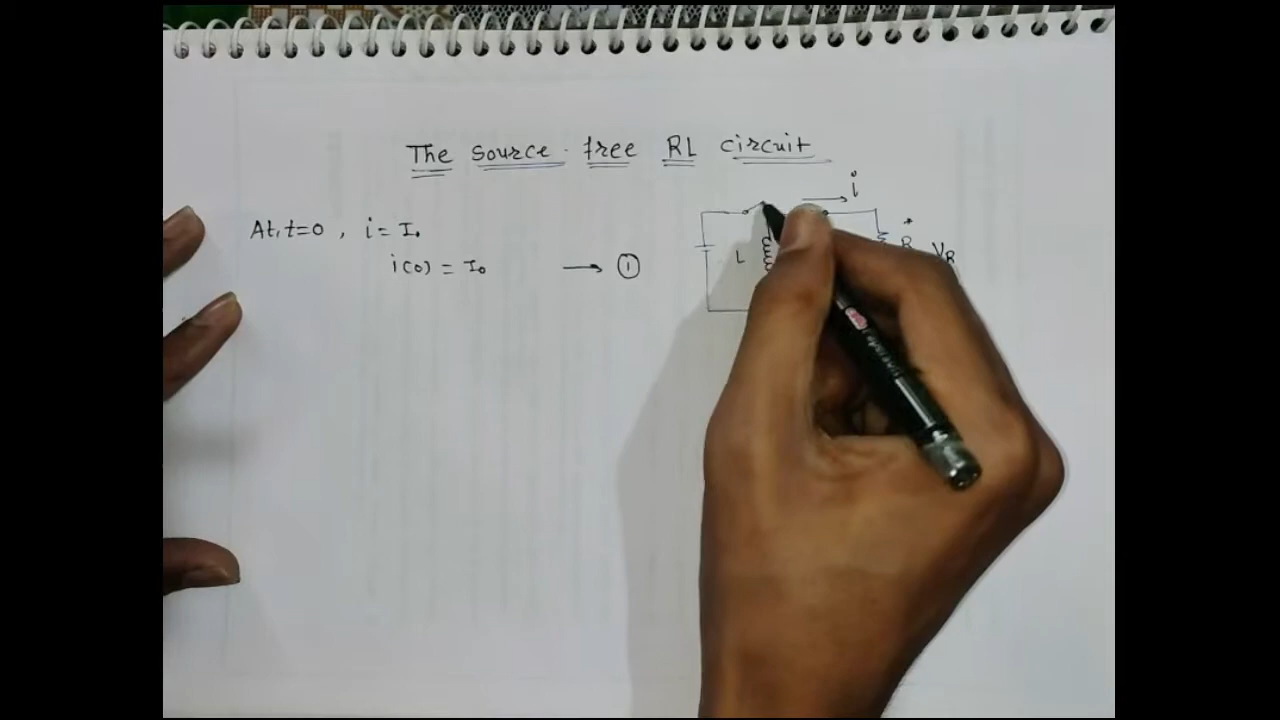 The source-free RL circuit
At, t=0 , i = I₀
i(0) = I₀ → ①
i
L
R
V_R